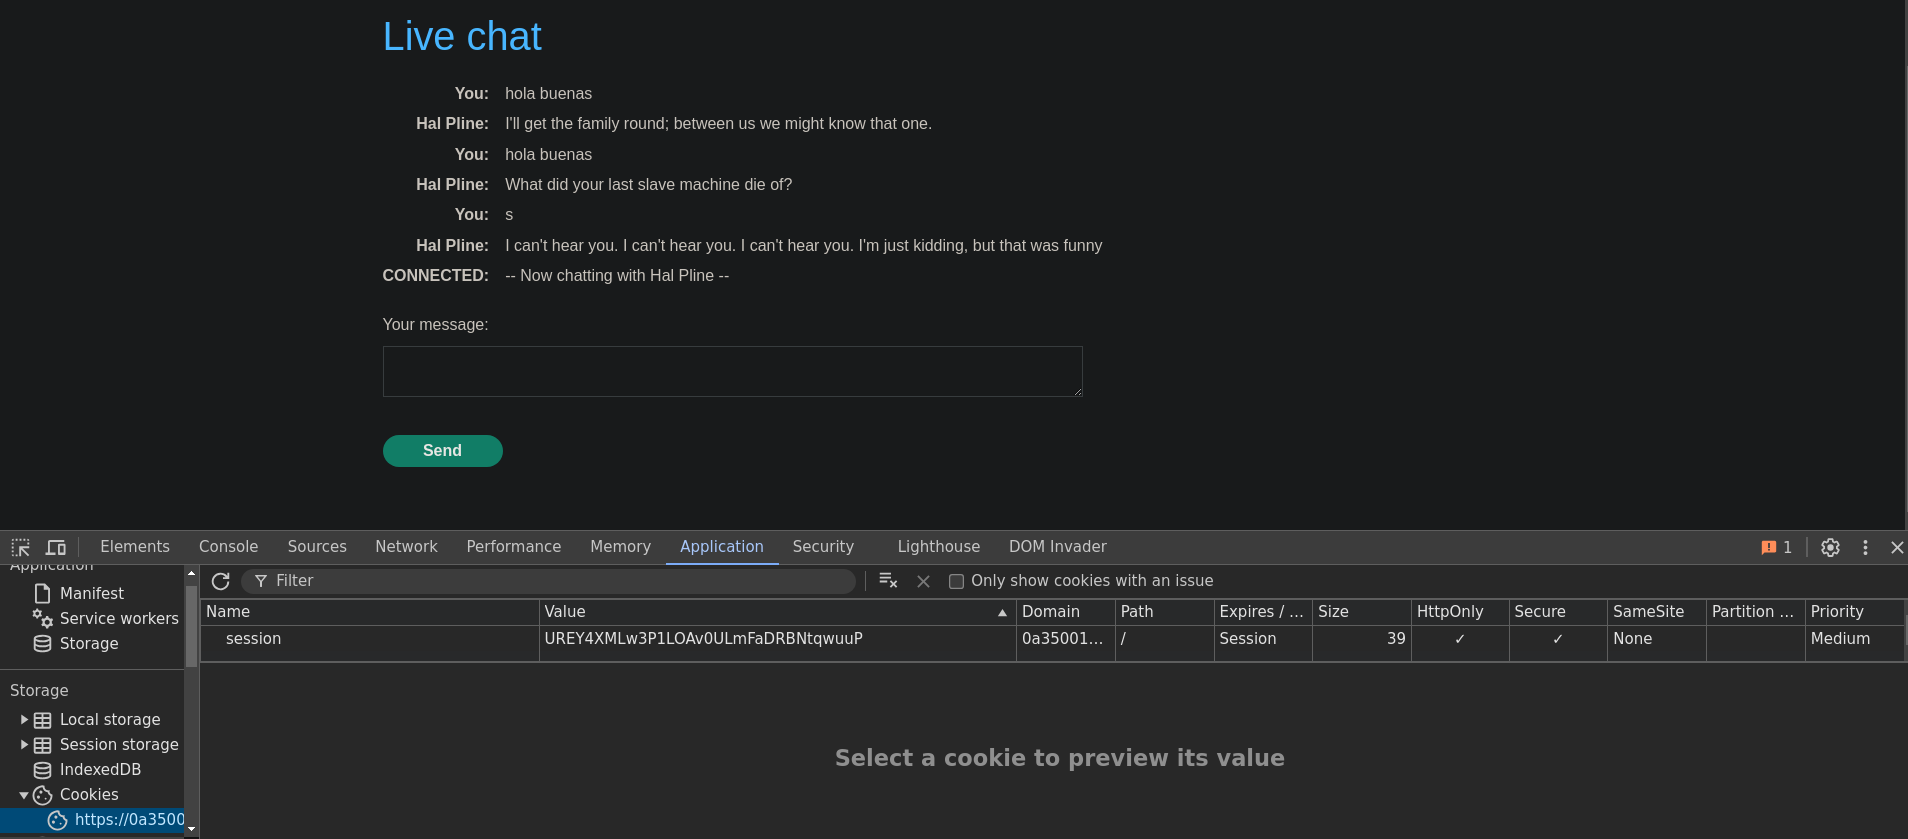 Live chat
You: hola buenas
Hal Pline: I'll get the family round; between us we might know that one.
You: hola buenas
Hal Pline: What did your last slave machine die of?
You: s
Hal Pline: I can't hear you. I can't hear you. I can't hear you. I'm just kidding, but that was funny
CONNECTED: -- Now chatting with Hal Pline --
Your message:
Send
Elements Console Sources Network Performance Memory Application Security Lighthouse DOM Invader 1
Application
Filter Only show cookies with an issue
Manifest
Service workers
Storage
Name Value Domain Path Expires / ... Size HttpOnly Secure SameSite Partition ... Priority
session UREY4XMLw3P1LOAv0ULmFaDRBNtqwuuP 0a35001... / Session 39 ✓ ✓ None Medium
Storage
Local storage
Session storage
IndexedDB
Cookies
https://0a3500
Select a cookie to preview its value